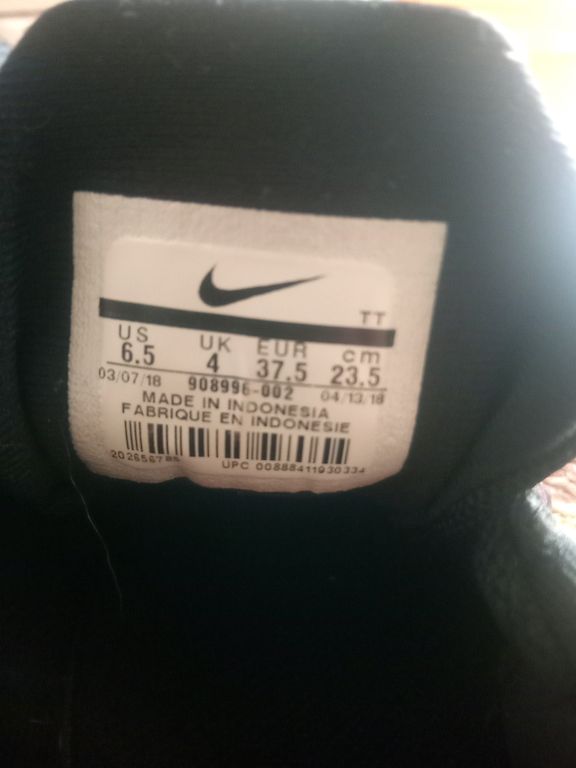 TT
US UK EUR cm
6.5 4 37.5 23.5
03/07/18 908996-002 04/13/18
MADE IN INDONESIA
FABRIQUE EN INDONESIE
UPC 00888411930334